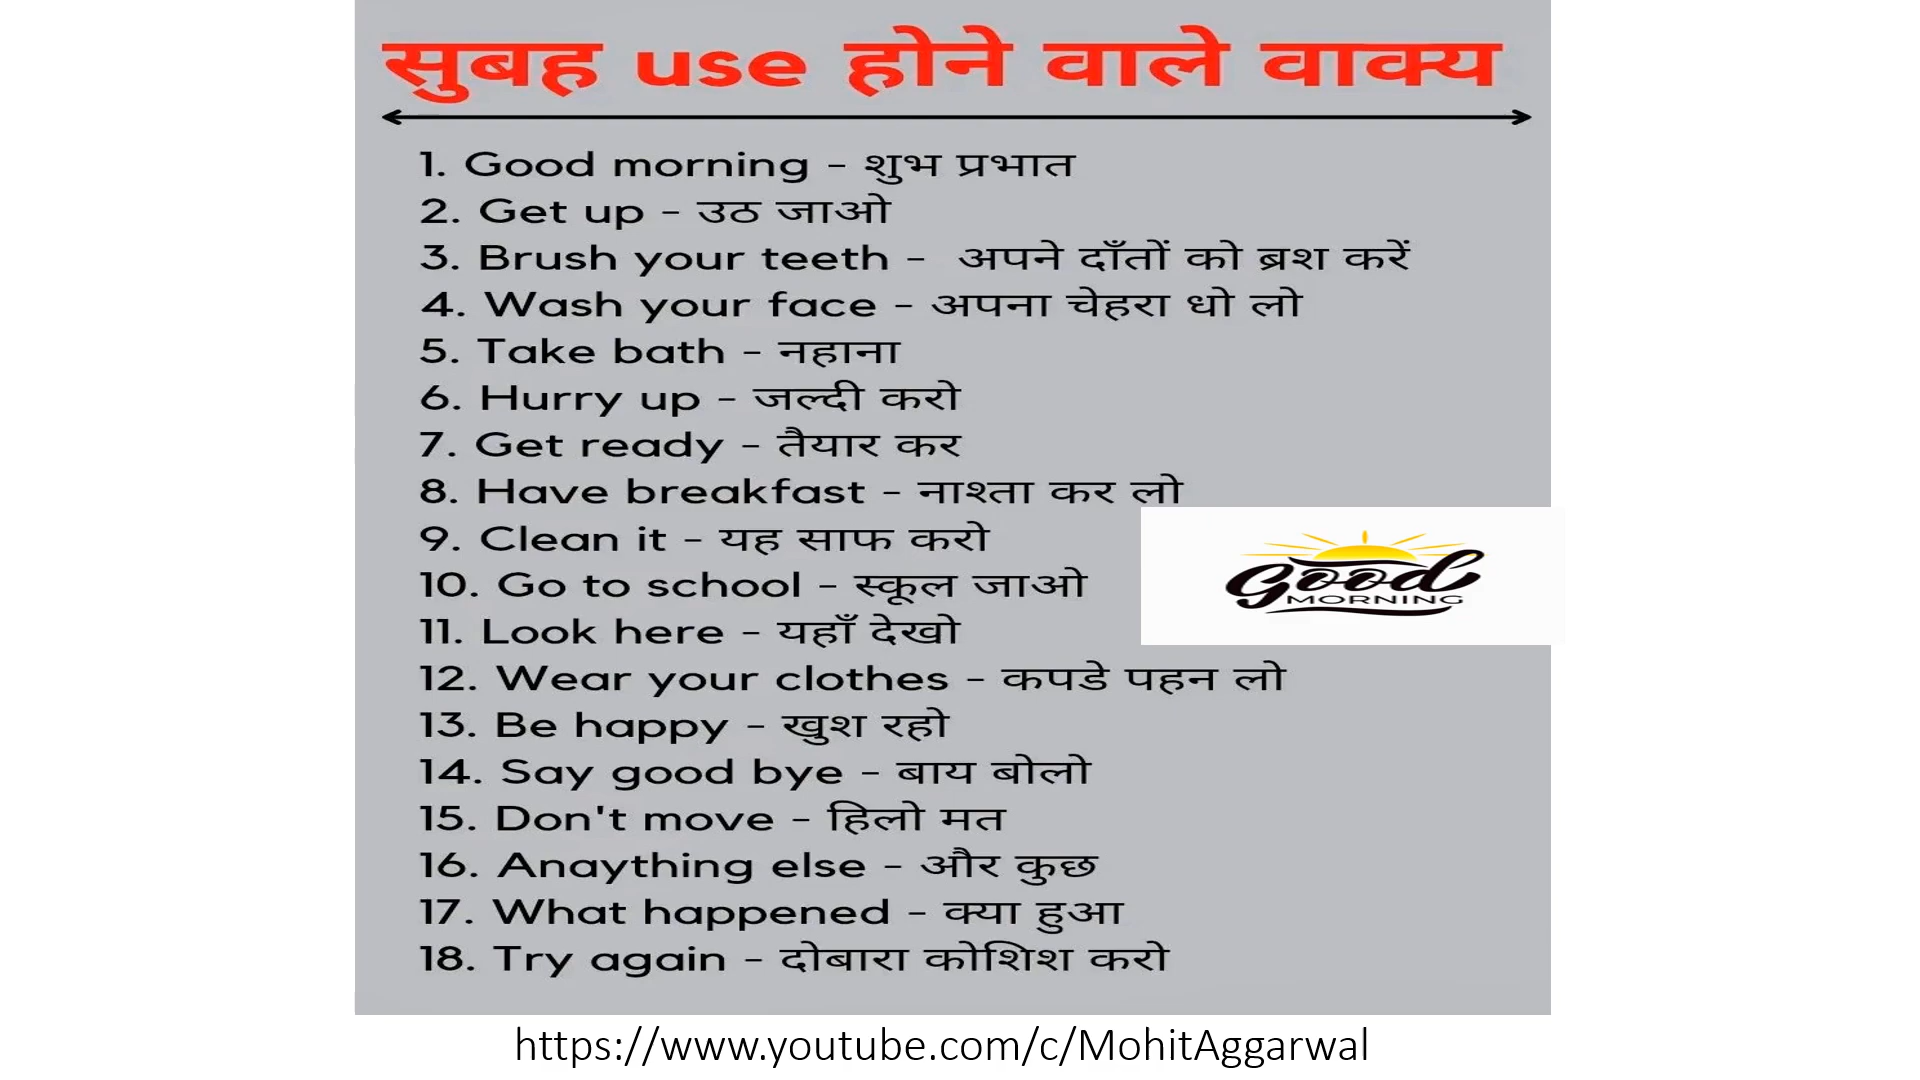 सुबह use होने वाले वाक्य
1. Good morning - शुभ प्रभात
2. Get up - उठ जाओ
3. Brush your teeth - अपने दाँतों को ब्रश करें
4. Wash your face - अपना चेहरा धो लो
5. Take bath - नहाना
6. Hurry up - जल्दी करो
7. Get ready - तैयार कर
8. Have breakfast - नाश्ता कर लो
9. Clean it - यह साफ करो
10. Go to school - स्कूल जाओ
11. Look here - यहाँ देखो
good
MORNING
12. Wear your clothes - कपडे पहन लो
13. Be happy - खुश रहो
14. Say good bye - बाय बोलो
15. Don't move - हिलो मत
16. Anaything else - और कुछ
17. What happened - क्या हुआ
18. Try again - दोबारा कोशिश करो
https://www.youtube.com/c/MohitAggarwal